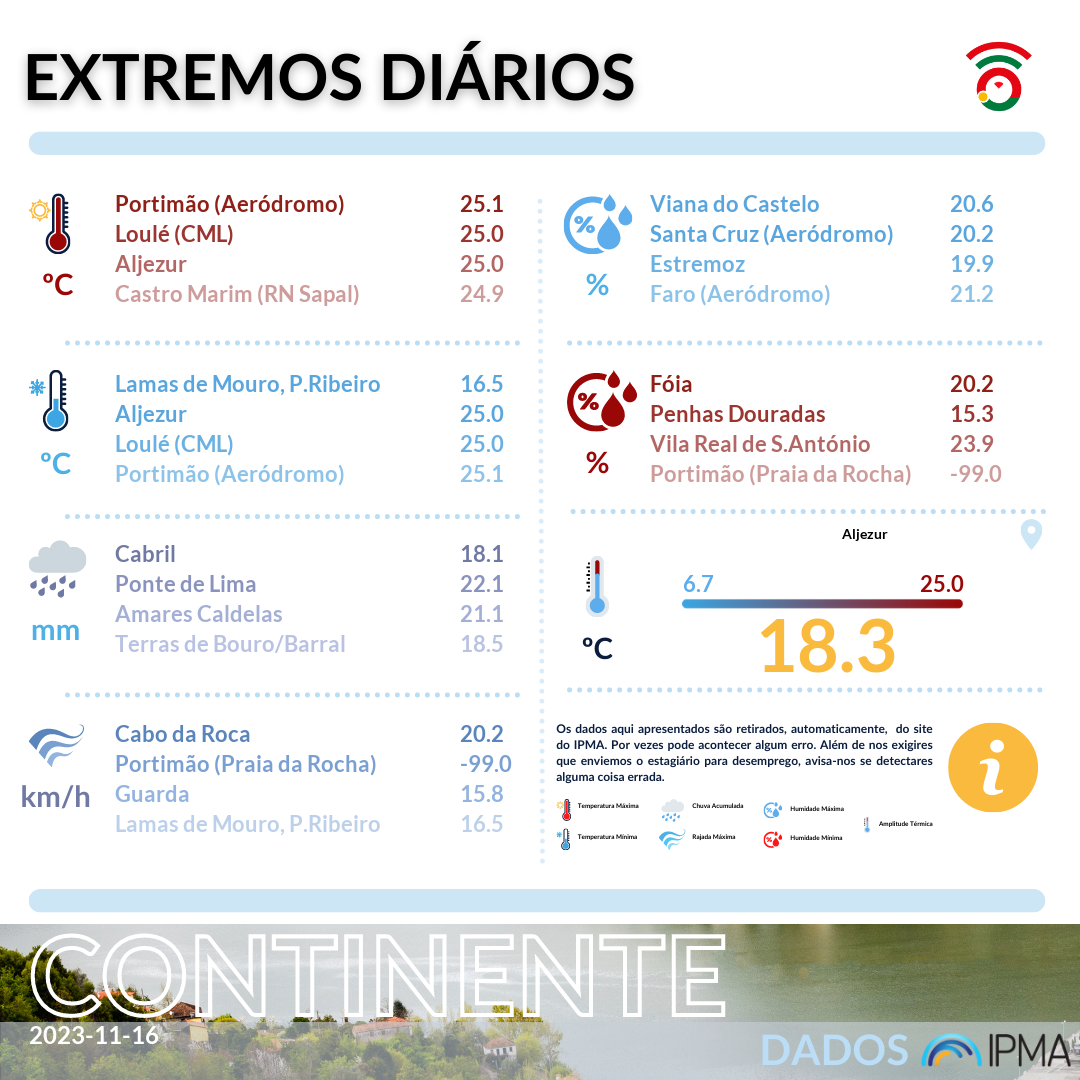 EXTREMOS DIÁRIOS
Portimão (Aeródromo) 25.1
Loulé (CML) 25.0
Aljezur 25.0
Castro Marim (RN Sapal) 24.9
ºC
Lamas de Mouro, P.Ribeiro 16.5
Aljezur 25.0
Loulé (CML) 25.0
Portimão (Aeródromo) 25.1
ºC
Cabril 18.1
Ponte de Lima 22.1
Amares Caldelas 21.1
Terras de Bouro/Barral 18.5
mm
Cabo da Roca 20.2
Portimão (Praia da Rocha) -99.0
Guarda 15.8
Lamas de Mouro, P.Ribeiro 16.5
km/h
%
Viana do Castelo 20.6
Santa Cruz (Aeródromo) 20.2
Estremoz 19.9
Faro (Aeródromo) 21.2
%
%
Fóia 20.2
Penhas Douradas 15.3
Vila Real de S.António 23.9
Portimão (Praia da Rocha) -99.0
%
Aljezur
6.7 25.0
18.3
ºC
Os dados aqui apresentados são retirados, automaticamente, do site
do IPMA. Por vezes pode acontecer algum erro. Além de nos exigires
que enviemos o estagiário para desemprego, avisa-nos se detectares
alguma coisa errada.
i
Temperatura Máxima Chuva Acumulada Humidade Máxima
Amplitude Térmica
Temperatura Mínima Rajada Máxima Humidade Mínima
CONTINENTE
2023-11-16
DADOS IPMA